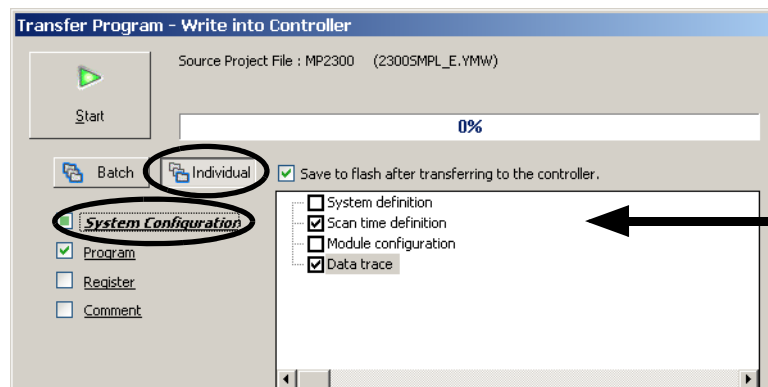 Transfer Program - Write into Controller
Source Project File : MP2300 (2300SMPL_E.YMW)
Start
0%
Batch
Individual
Save to flash after transferring to the controller.
System Configuration
Program
Register
Comment
System definition
Scan time definition
Module configuration
Data trace